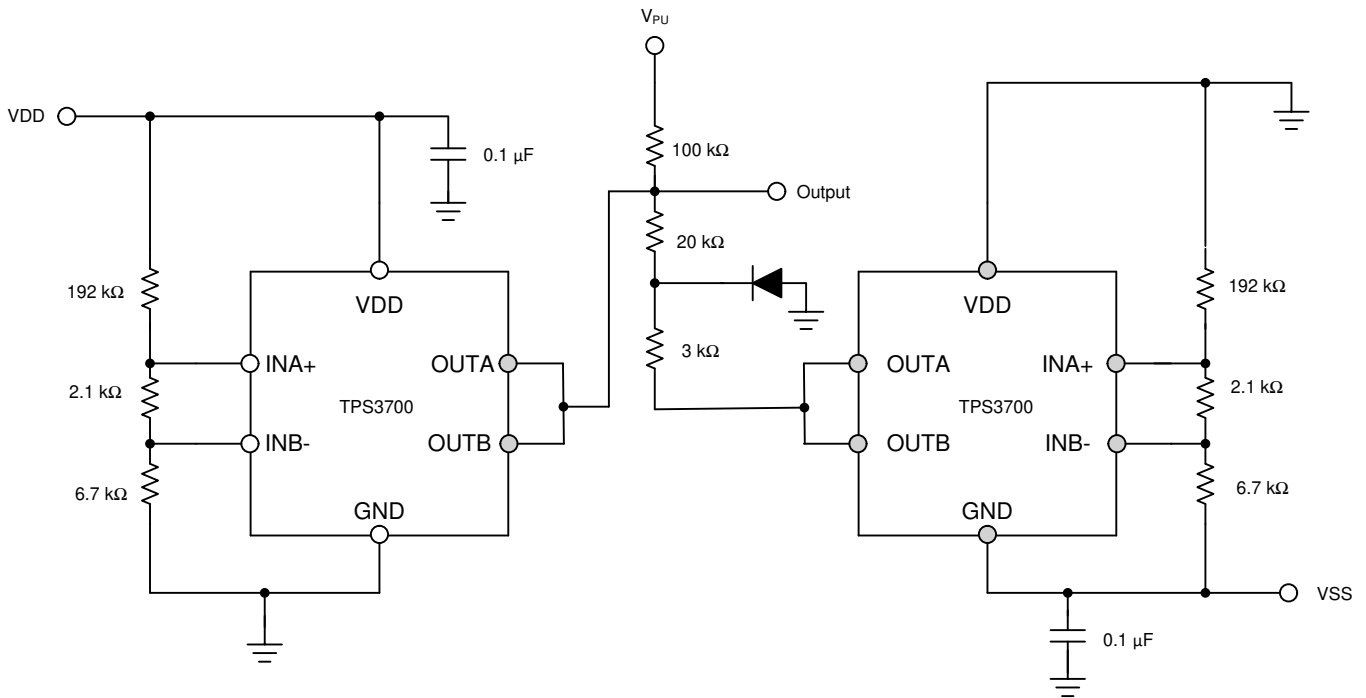 VPU
VDD
0.1 µF
100 kΩ
Output
20 kΩ
192 kΩ
VDD
VDD
192 kΩ
3 kΩ
INA+
OUTA
OUTA
INA+
2.1 kΩ
TPS3700
TPS3700
2.1 kΩ
INB-
OUTB
OUTB
INB-
6.7 kΩ
GND
GND
6.7 kΩ
VSS
0.1 µF